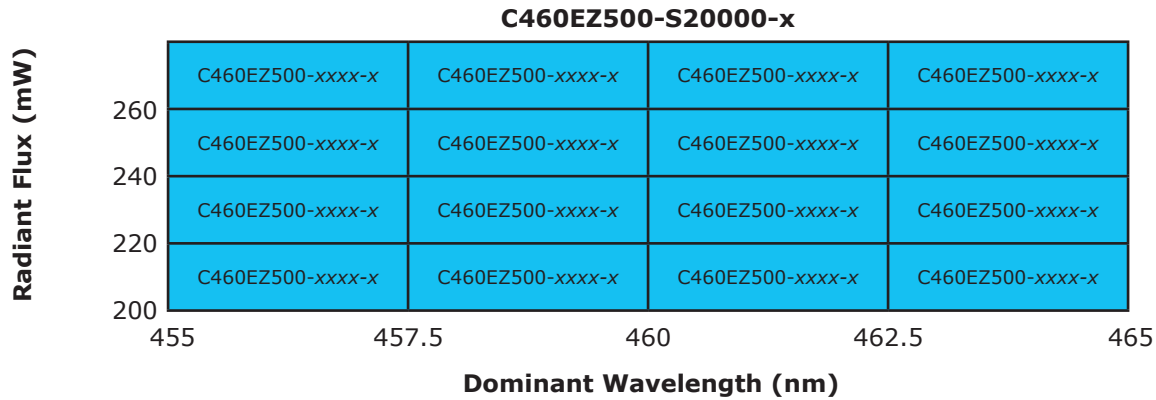 C460EZ500-S20000-x
Radiant Flux (mW)
C460EZ500-xxxx-x C460EZ500-xxxx-x C460EZ500-xxxx-x C460EZ500-xxxx-x
260
C460EZ500-xxxx-x C460EZ500-xxxx-x C460EZ500-xxxx-x C460EZ500-xxxx-x
240
C460EZ500-xxxx-x C460EZ500-xxxx-x C460EZ500-xxxx-x C460EZ500-xxxx-x
220
C460EZ500-xxxx-x C460EZ500-xxxx-x C460EZ500-xxxx-x C460EZ500-xxxx-x
200
455 457.5 460 462.5 465
Dominant Wavelength (nm)